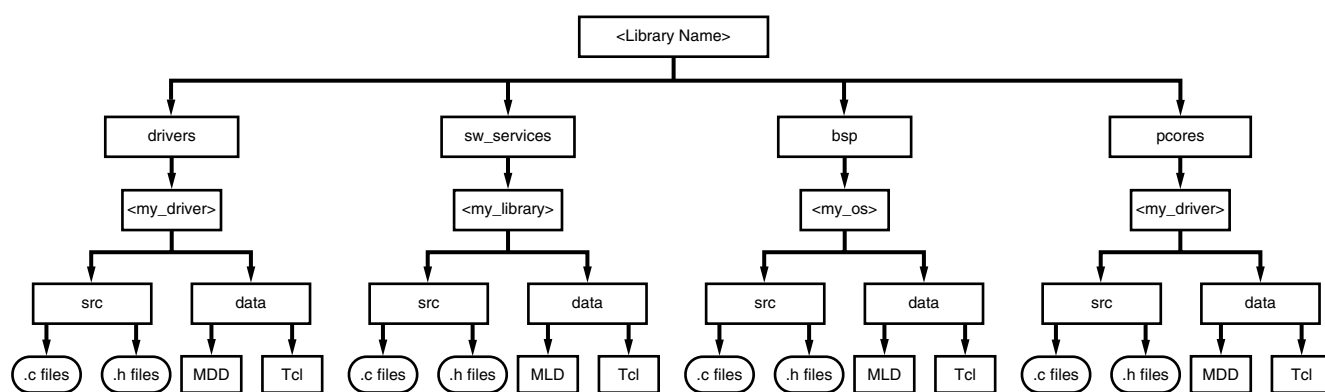 <Library Name>
drivers
sw_services
bsp
pcores
<my_driver>
<my_library>
<my_os>
<my_driver>
src
data
src
data
src
data
src
data
.c files
.h files
MDD
Tcl
.c files
.h files
MLD
Tcl
.c files
.h files
MLD
Tcl
.c files
.h files
MDD
Tcl